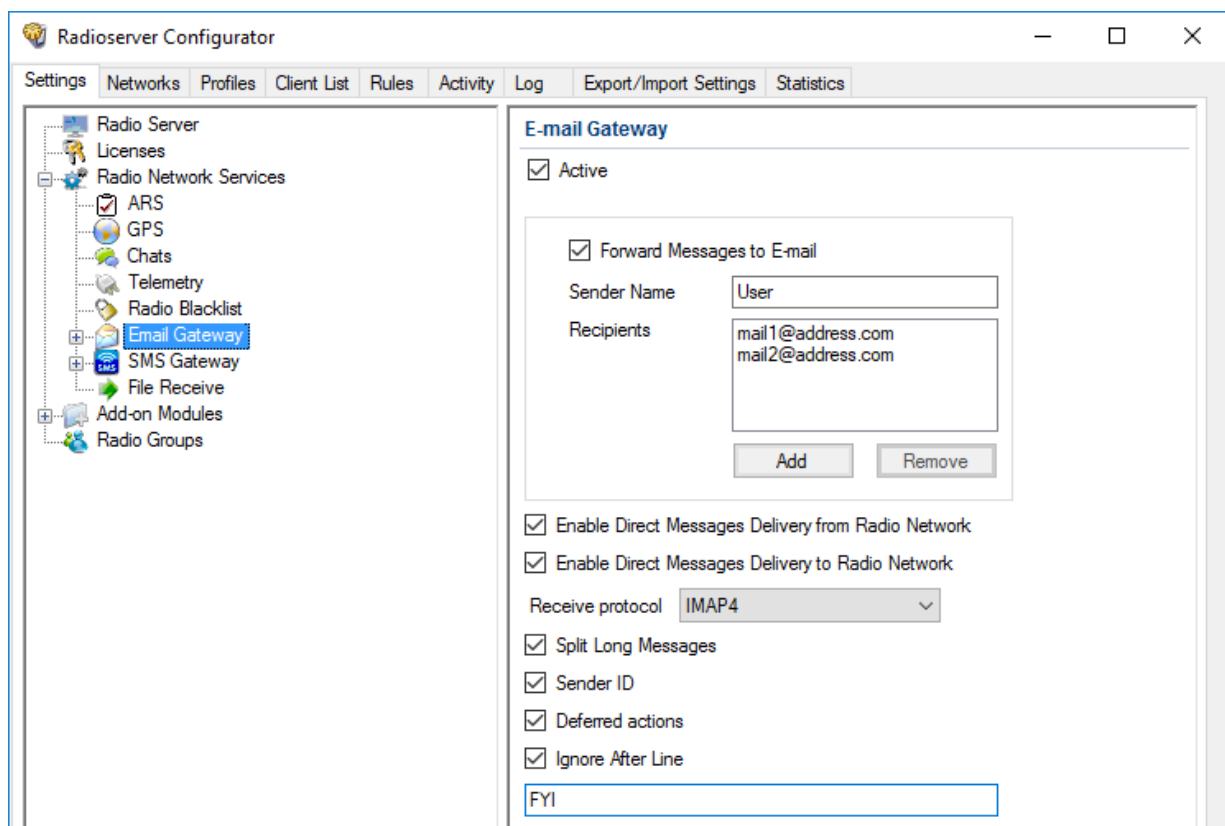 Radioserver Configurator
Settings Networks Profiles Client List Rules Activity Log Export/Import Settings Statistics
Radio Server
Licenses
Radio Network Services
ARS
GPS
Chats
Telemetry
Radio Blacklist
Email Gateway
SMS
SMS Gateway
File Receive
Add-on Modules
Radio Groups
E-mail Gateway
Active
Forward Messages to E-mail
Sender Name User
Recipients mail1@address.com
mail2@address.com
Add Remove
Enable Direct Messages Delivery from Radio Network
Enable Direct Messages Delivery to Radio Network
Receive protocol IMAP4
Split Long Messages
Sender ID
Deferred actions
Ignore After Line
FYI